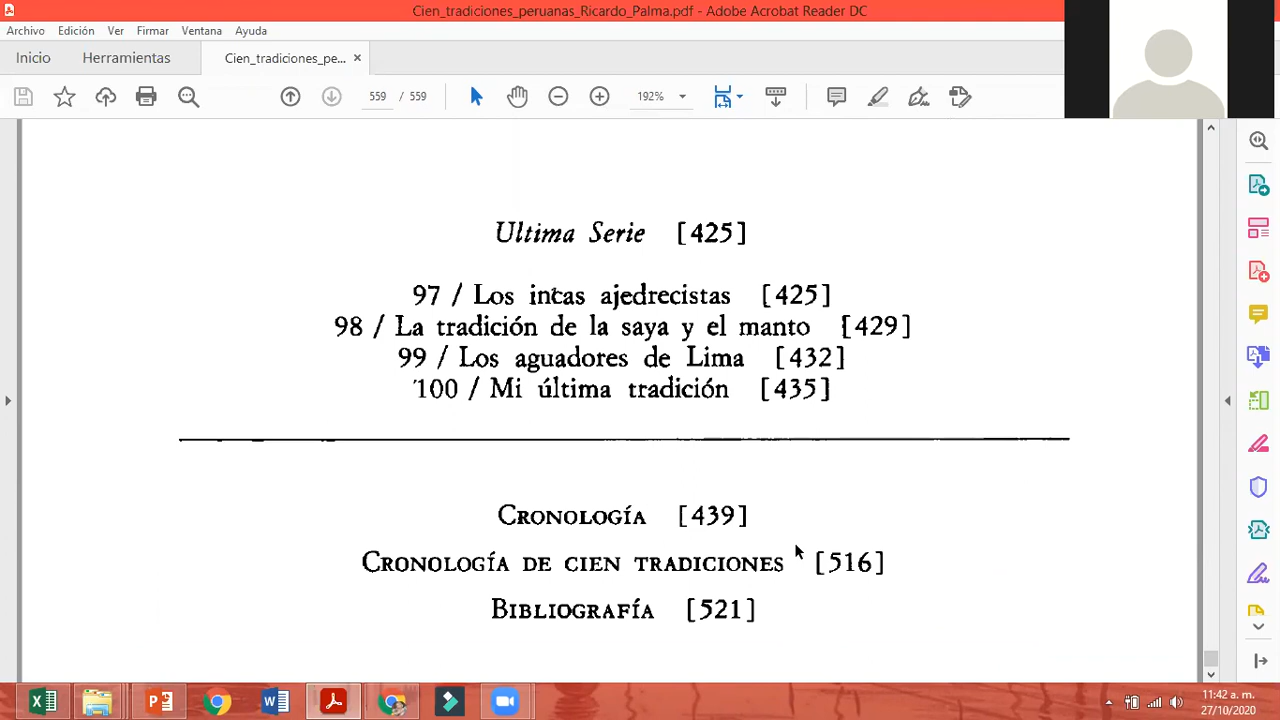 Cien_tradiciones_peruanas_Ricardo_Palma.pdf - Adobe Acrobat Reader DC
Archivo Edición Ver Firmar Ventana Ayuda
Inicio Herramientas Cien_tradiciones_pe... ×
559 / 559 192%
Ultima Serie [425]
97 / Los incas ajedrecistas [425]
98 / La tradición de la saya y el manto [429]
99 / Los aguadores de Lima [432]
100 / Mi última tradición [435]
CRONOLOGÍA [439]
CRONOLOGÍA DE CIEN TRADICIONES [516]
BIBLIOGRAFÍA [521]
11:42 a. m.
27/10/2020